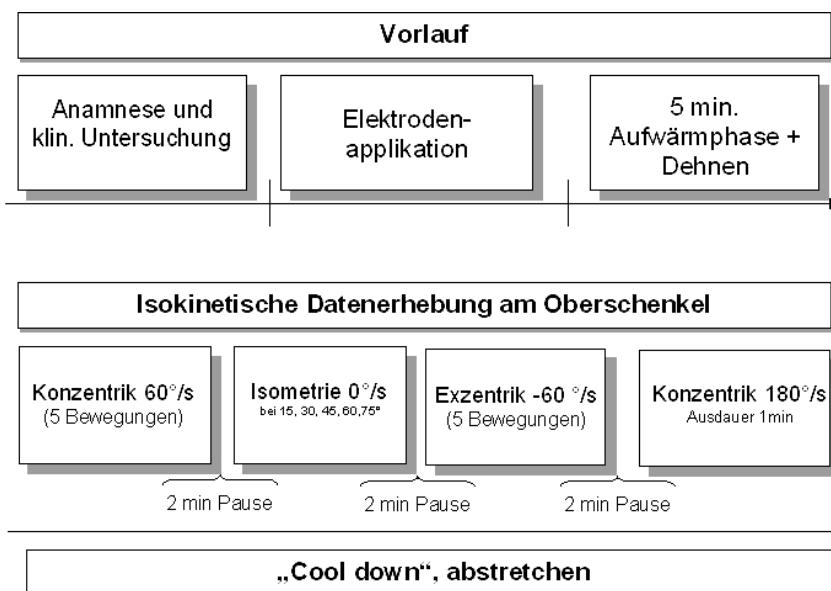 Vorlauf
Anamnese und
klin. Untersuchung
Elektroden-
applikation
5 min.
Aufwärmphase +
Dehnen
Isokinetische Datenerhebung am Oberschenkel
Konzentrik 60°/s
(5 Bewegungen)
Isometrie 0°/s
bei 15, 30, 45, 60,75°
Exzentrik -60 °/s
(5 Bewegungen)
Konzentrik 180°/s
Ausdauer 1min
2 min Pause
2 min Pause
2 min Pause
„Cool down“, abstretchen